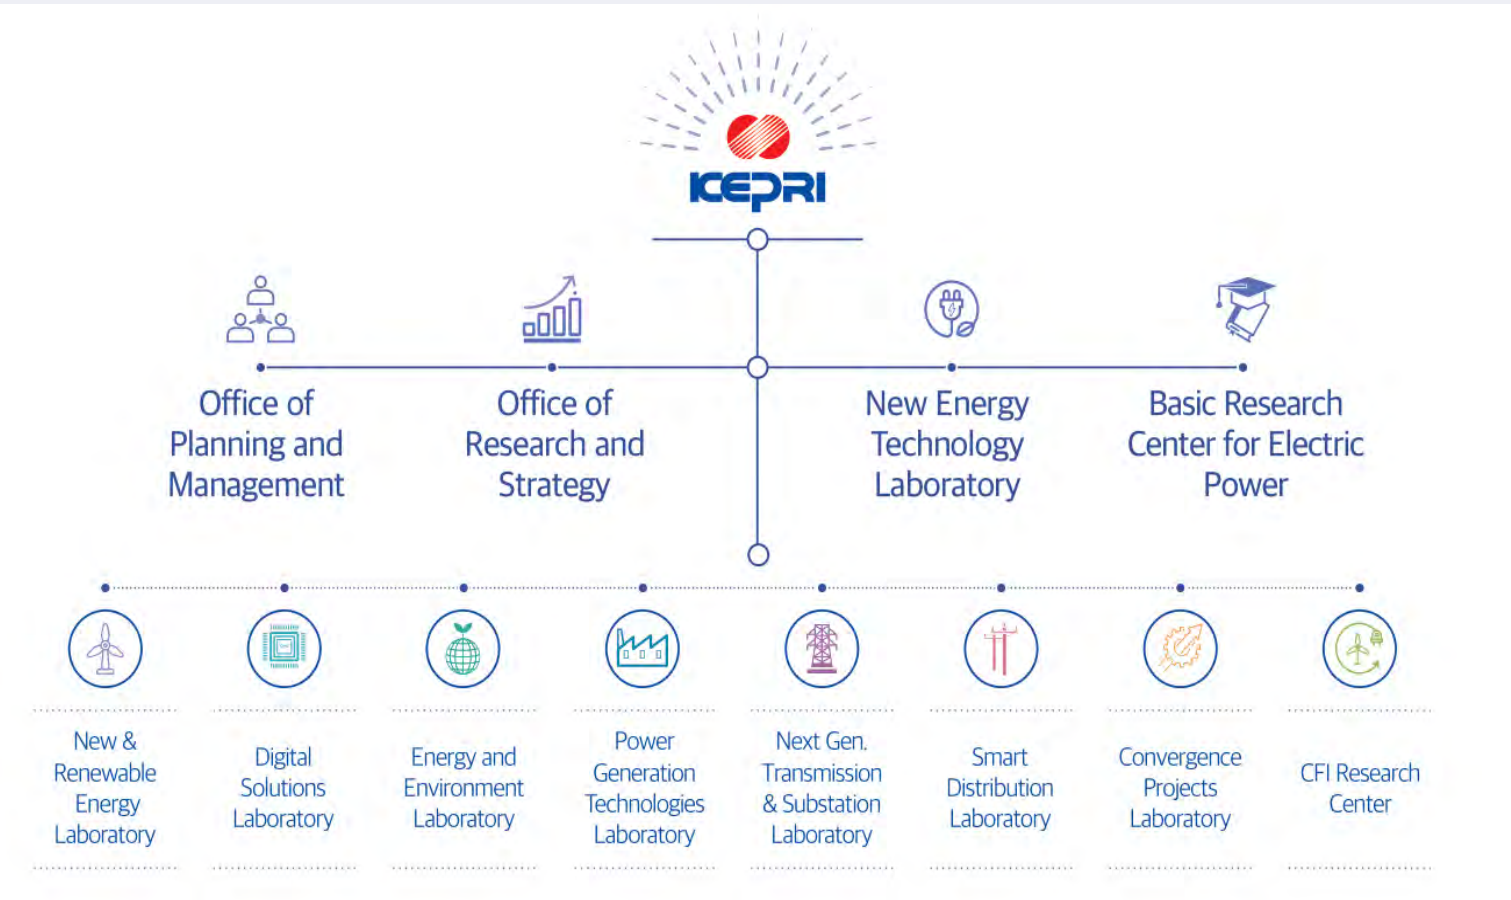 KEPRI
Office of
Planning and
Management
Office of
Research and
Strategy
New Energy
Technology
Laboratory
Basic Research
Center for Electric
Power
New &
Renewable
Energy
Laboratory
Digital
Solutions
Laboratory
Energy and
Environment
Laboratory
Power
Generation
Technologies
Laboratory
Next Gen.
Transmission
& Substation
Laboratory
Smart
Distribution
Laboratory
Convergence
Projects
Laboratory
CFI Research
Center